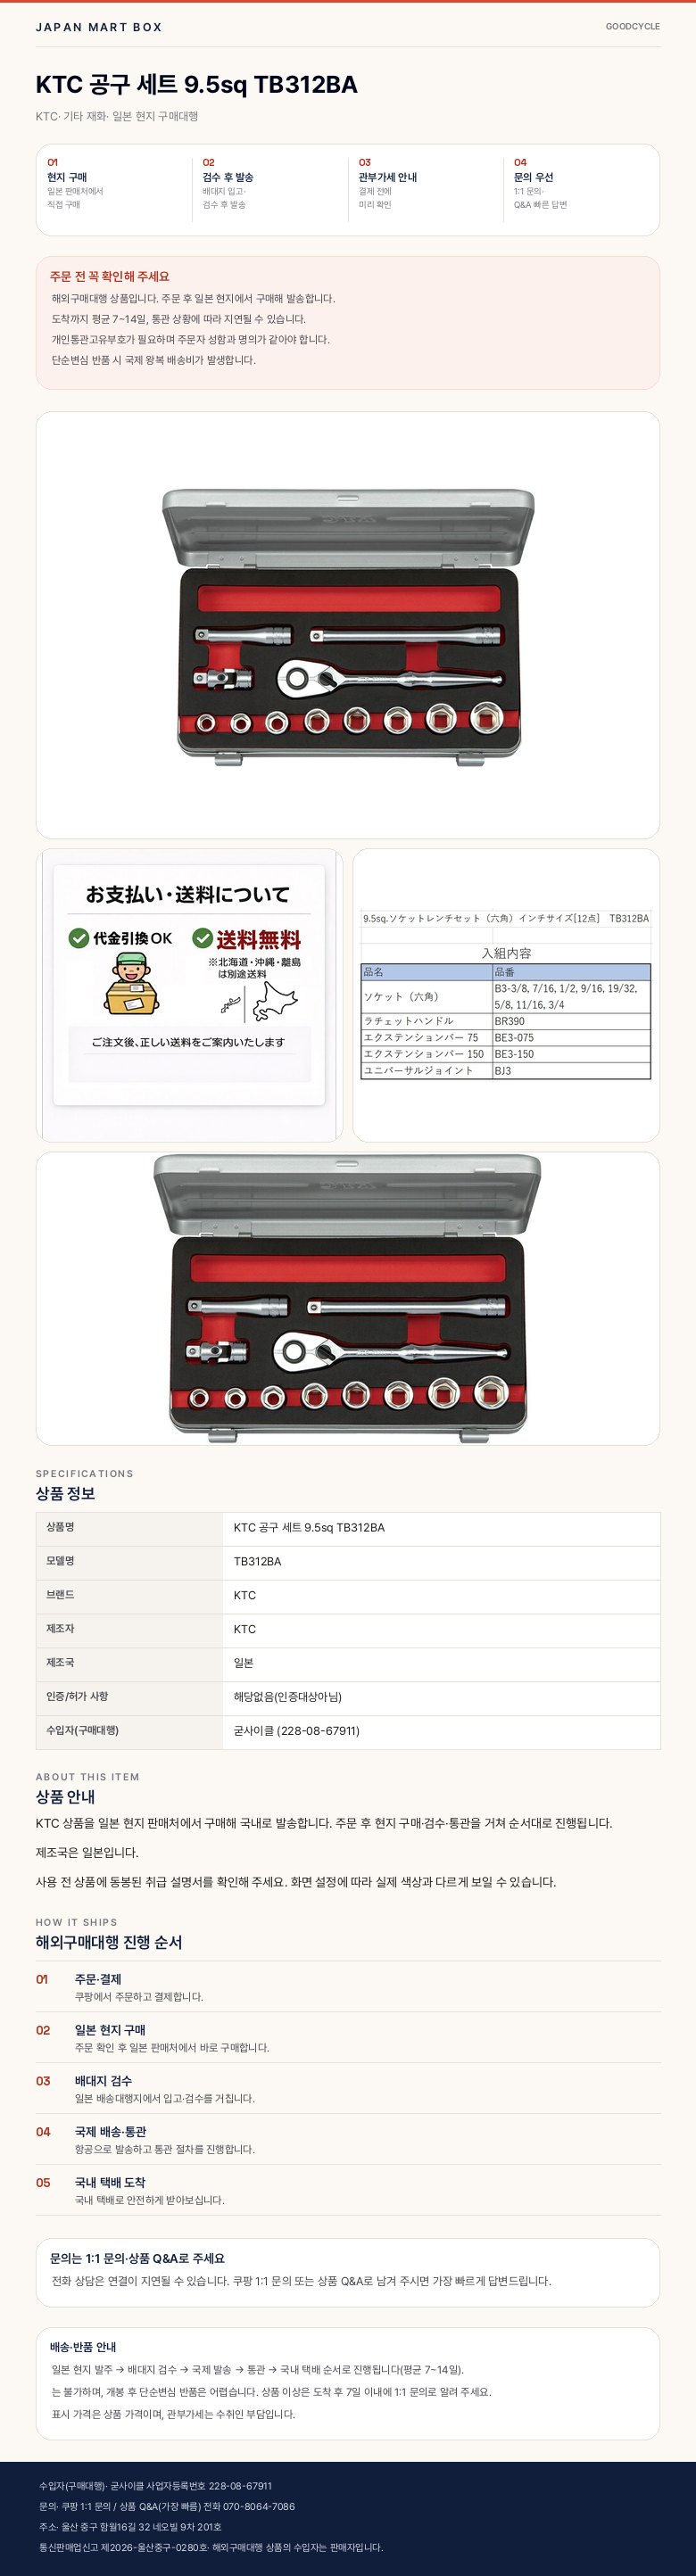 JAPAN MART BOX
GOODCYCLE
KTC 공구 세트 9.5sq TB312BA
KTC· 기타 재화· 일본 현지 구매대행
01
현지 구매
일본 판매처에서
직접 구매
02
검수 후 발송
배대지 입고·
검수 후 발송
03
관부가세 안내
결제 전에
미리 확인
04
문의 우선
1:1 문의·
Q&A 빠른 답변
주문 전 꼭 확인해 주세요
해외구매대행 상품입니다. 주문 후 일본 현지에서 구매해 발송합니다.
도착까지 평균 7~14일, 통관 상황에 따라 지연될 수 있습니다.
개인통관고유부호가 필요하며 주문자 성함과 명의가 같아야 합니다.
단순변심 반품 시 국제 왕복 배송비가 발생합니다.
お支払い・送料について
代金引換OK
送料無料
※北海道・沖縄・離島
は別途送料
ご注文後、正しい送料をご案内いたします
9.5sq.ソケットレンチセット（六角）インチサイズ[12点] TB312BA
入組内容
品名 品番
ソケット（六角） B3-3/8, 7/16, 1/2, 9/16, 19/32,
5/8, 11/16, 3/4
ラチェットハンドル BR390
エクステンションバー 75 BE3-075
エクステンションバー 150 BE3-150
ユニバーサルジョイント BJ3
SPECIFICATIONS
상품 정보
상품명 KTC 공구 세트 9.5sq TB312BA
모델명 TB312BA
브랜드 KTC
제조자 KTC
제조국 일본
인증/허가 사항 해당없음(인증대상아님)
수입자(구매대행) 굳사이클 (228-08-67911)
ABOUT THIS ITEM
상품 안내
KTC 상품을 일본 현지 판매처에서 구매해 국내로 발송합니다. 주문 후 현지 구매·검수·통관을 거쳐 순서대로 진행됩니다.
제조국은 일본입니다.
사용 전 상품에 동봉된 취급 설명서를 확인해 주세요. 화면 설정에 따라 실제 색상과 다르게 보일 수 있습니다.
HOW IT SHIPS
해외구매대행 진행 순서
01 주문·결제
쿠팡에서 주문하고 결제합니다.
02 일본 현지 구매
주문 확인 후 일본 판매처에서 바로 구매합니다.
03 배대지 검수
일본 배송대행지에서 입고·검수를 거칩니다.
04 국제 배송·통관
항공으로 발송하고 통관 절차를 진행합니다.
05 국내 택배 도착
국내 택배로 안전하게 받아보십니다.
문의는 1:1 문의·상품 Q&A로 주세요
전화 상담은 연결이 지연될 수 있습니다. 쿠팡 1:1 문의 또는 상품 Q&A로 남겨 주시면 가장 빠르게 답변드립니다.
배송·반품 안내
일본 현지 발주 → 배대지 검수 → 국제 발송 → 통관 → 국내 택배 순서로 진행됩니다(평균 7~14일).
는 불가하며, 개봉 후 단순변심 반품은 어렵습니다. 상품 이상은 도착 후 7일 이내에 1:1 문의로 알려 주세요.
표시 가격은 상품 가격이며, 관부가세는 수취인 부담입니다.
수입자(구매대행)· 굳사이클 사업자등록번호 228-08-67911
문의· 쿠팡 1:1 문의 / 상품 Q&A(가장 빠름) 전화 070-8064-7086
주소· 울산 중구 함월16길 32 네오빌 9차 201호
통신판매업신고 제2026-울산중구-0280호· 해외구매대행 상품의 수입자는 판매자입니다.